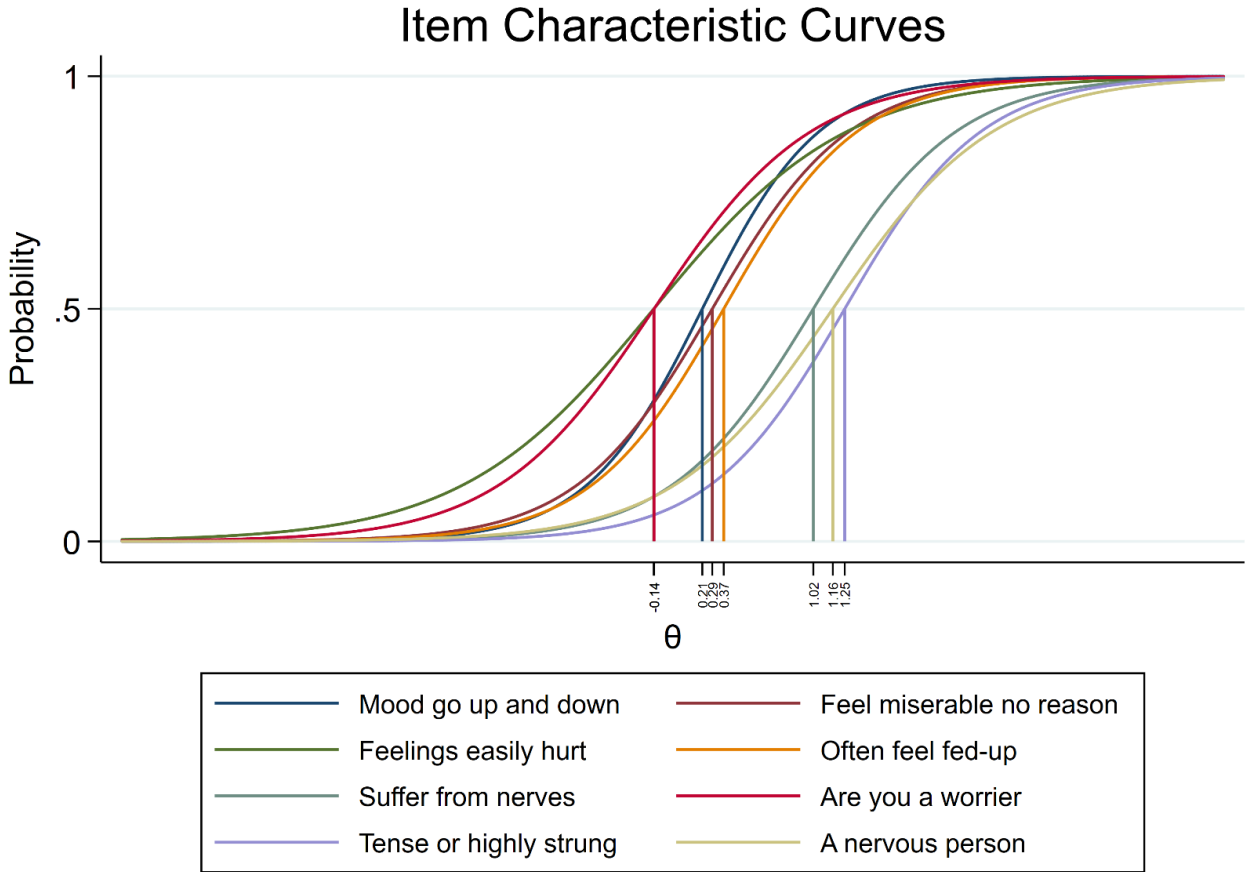 Item Characteristic Curves
1
.5
0
Probability
-0.14
0.21
0.29
0.37
1.02
1.16
1.25
θ
Mood go up and down
Feel miserable no reason
Feelings easily hurt
Often feel fed-up
Suffer from nerves
Are you a worrier
Tense or highly strung
A nervous person